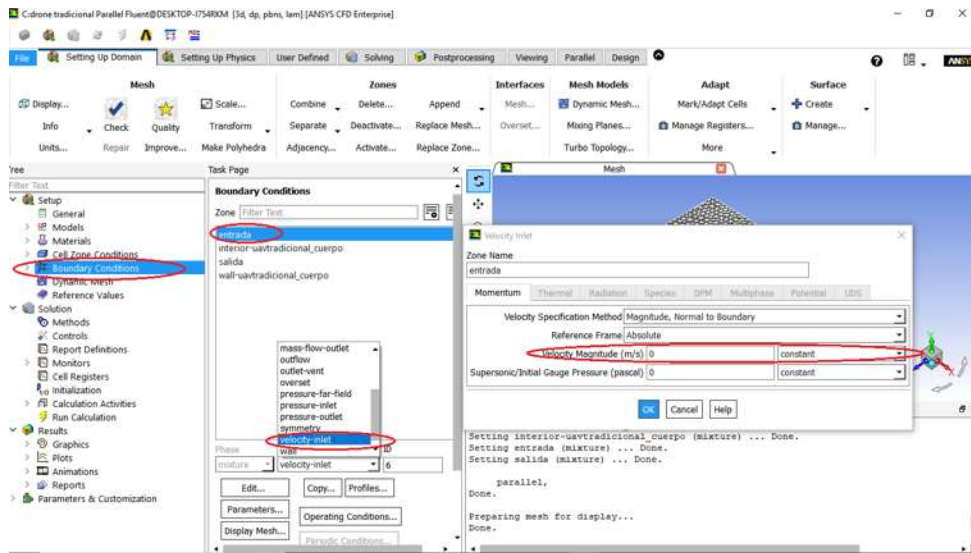 C:drone tradicional Parallel Fluent@DESKTOP-I754RKM [3d, dp, pbns, lam] [ANSYS CFD Enterprise]
File Setting Up Domain Setting Up Physics User Defined Solving Postprocessing Viewing Parallel Design
Mesh Zones Interfaces Mesh Models Adapt Surface
Display... Scale... Combine Delete... Append Mesh... Dynamic Mesh... Mark/Adapt Cells Create
Info Check Quality Transform Separate Deactivate... Replace Mesh... Overset... Mixing Planes... Manage Registers... Manage...
Units... Repair Improve... Make Polyhedra Adjacency... Activate... Replace Zone... Turbo Topology... More
Tree
Filter Text
Setup
General
Models
Materials
Cell Zone Conditions
Boundary Conditions
Dynamic Mesh
Reference Values
Solution
Methods
Controls
Report Definitions
Monitors
Cell Registers
Initialization
Calculation Activities
Run Calculation
Results
Graphics
Plots
Animations
Reports
Parameters & Customization
Task Page
Boundary Conditions
Zone Filter Text
entrada
interior-uavtradicional_cuerpo
salida
wall-uavtradicional_cuerpo
mass-flow-outlet
outflow
outlet-vent
overset
pressure-far-field
pressure-inlet
pressure-outlet
symmetry
velocity-inlet
wall
Phase ID
mixture velocity-inlet 6
Edit... Copy... Profiles...
Parameters... Operating Conditions...
Display Mesh... Periodic Conditions...
Mesh
Velocity Inlet
Zone Name
entrada
Momentum Thermal Radiation Species DPM Multiphase Potential UDS
Velocity Specification Method Magnitude, Normal to Boundary
Reference Frame Absolute
Velocity Magnitude (m/s) 0 constant
Supersonic/Initial Gauge Pressure (pascal) 0 constant
OK Cancel Help
Setting interior-uavtradicional_cuerpo (mixture) ... Done.
Setting entrada (mixture) ... Done.
Setting salida (mixture) ... Done.
parallel,
Done.
Preparing mesh for display...
Done.